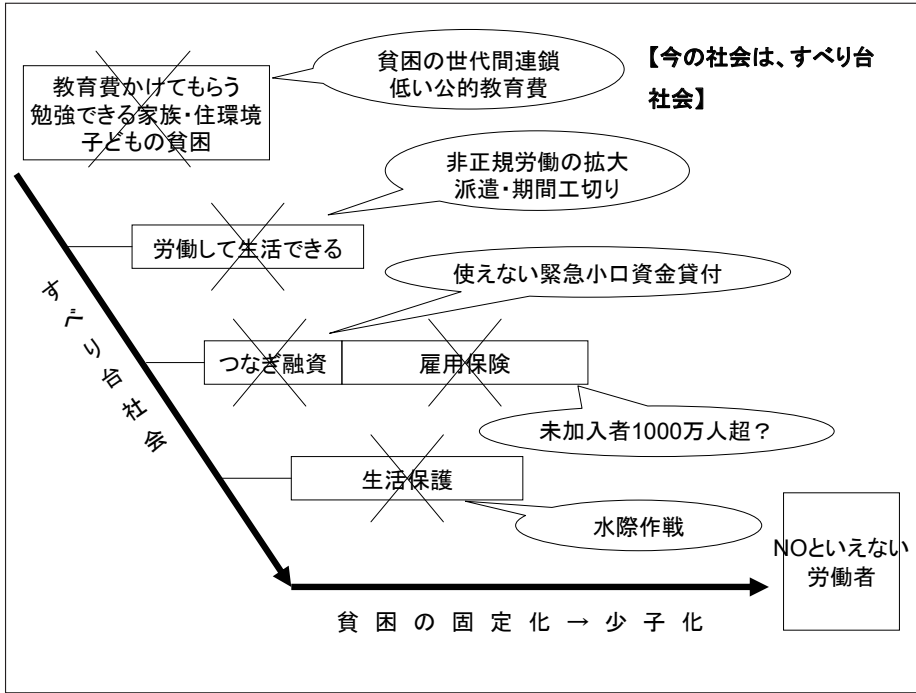 貧困の世代間連鎖
低い公的教育費
【今の社会は、すべり台
社会】
教育費かけてもらう
勉強できる家族・住環境
子どもの貧困
非正規労働の拡大
派遣・期間工切り
労働して生活できる
使えない緊急小口資金貸付
すべり台社会
つなぎ融資
雇用保険
未加入者1000万人超？
生活保護
水際作戦
NOといえない
労働者
貧困の固定化→少子化